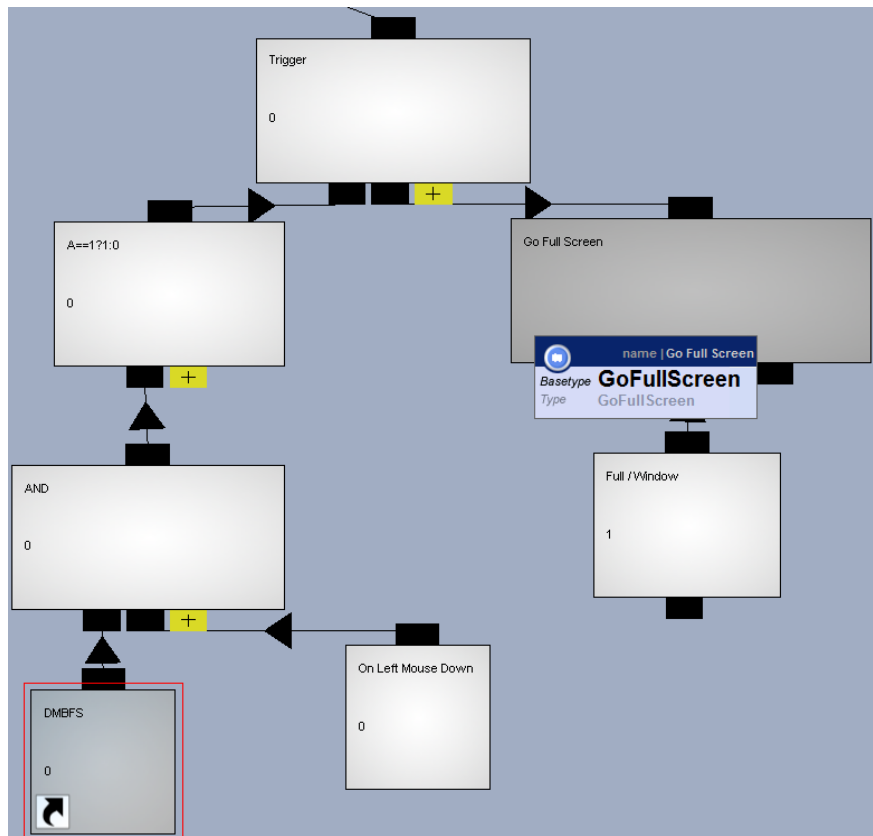 Trigger
0
+
A==1?1:0
0
+
Go Full Screen
name | Go Full Screen
Basetype GoFullScreen
Type GoFullScreen
AND
0
+
Full / Window
1
On Left Mouse Down
0
DMBFS
0